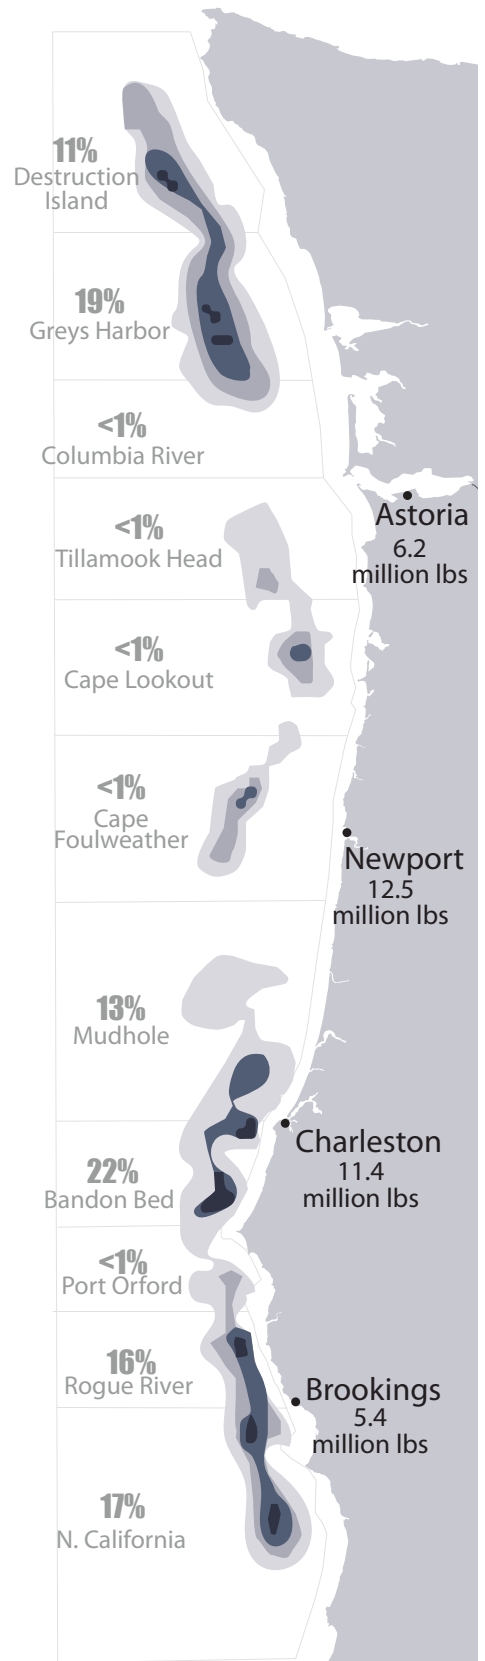 11%
Destruction
Island
19%
Greys Harbor
<1%
Columbia River
<1%
Tillamook Head
Astoria
6.2
million lbs
<1%
Cape Lookout
<1%
Cape
Foulweather
Newport
12.5
million lbs
13%
Mudhole
22%
Bandon Bed
Charleston
11.4
million lbs
<1%
Port Orford
16%
Rogue River
Brookings
5.4
million lbs
17%
N. California